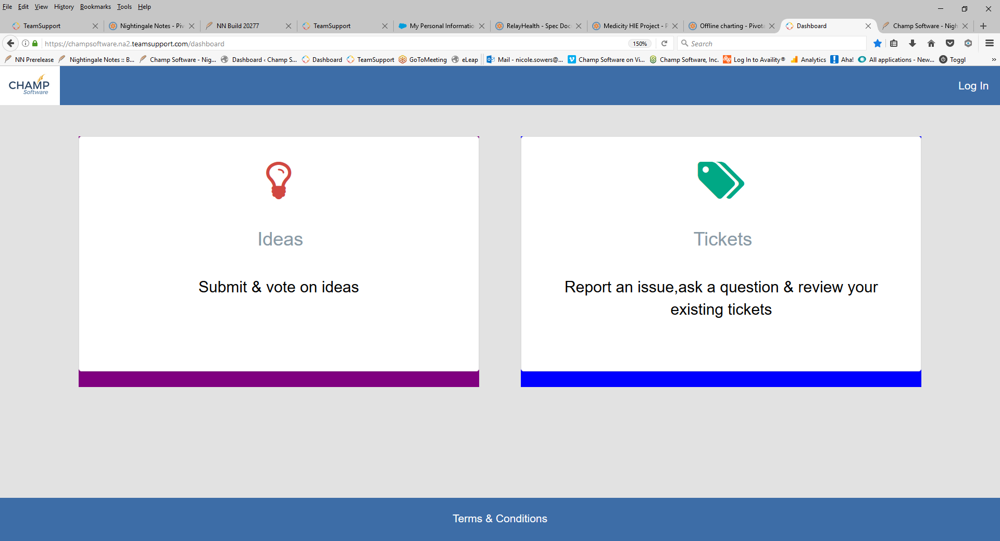 File Edit View History Bookmarks Tools Help
TeamSupport Nightingale Notes - Piv NN Build 20277 TeamSupport My Personal Informatio RelayHealth - Spec Doc Medicity HIE Project - P Offline charting - Pivota Dashboard Champ Software - Nigh
https://champsoftware.na2.teamsupport.com/dashboard 150% Search
NN Prerelease Nightingale Notes :: B... Champ Software - Nig... Dashboard ‹ Champ S... Dashboard TeamSupport GoToMeeting eLeap Mail - nicole.sowers@... Champ Software on Vi... Champ Software, Inc. Log In to Availity® Analytics Aha! All applications - New... Toggl »
CHAMP
Software
Log In
Ideas
Submit & vote on ideas
Tickets
Report an issue,ask a question & review your
existing tickets
Terms & Conditions